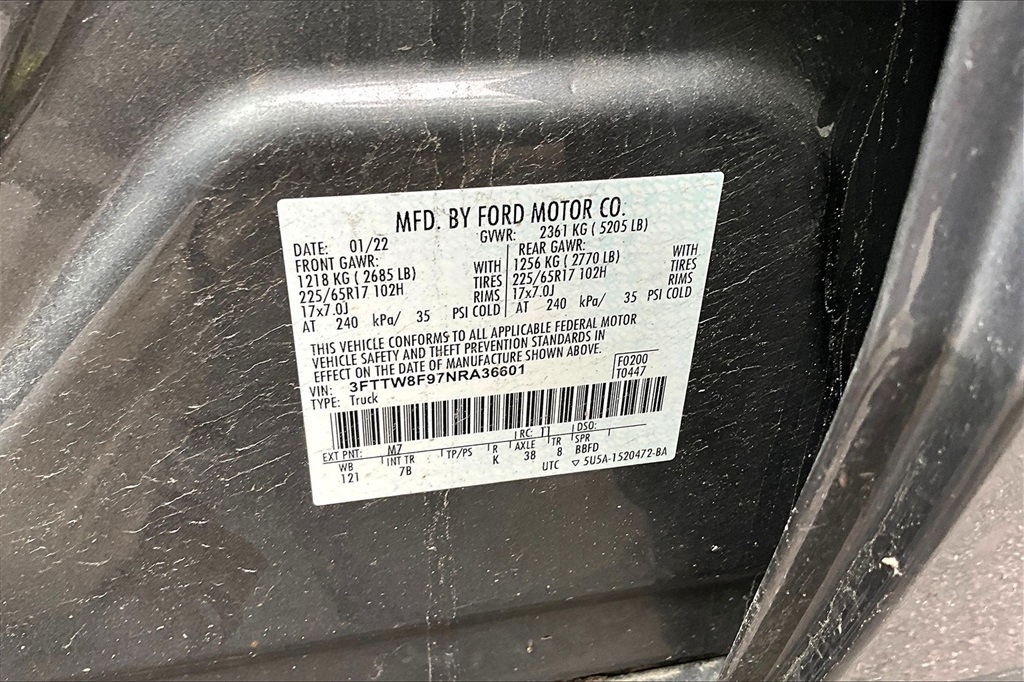 MFD. BY FORD MOTOR CO.
DATE: 01/22 GVWR: 2361 KG ( 5205 LB)
FRONT GAWR: REAR GAWR:
1218 KG ( 2685 LB) WITH 1256 KG ( 2770 LB) WITH
225/65R17 102H TIRES 225/65R17 102H TIRES
17x7.0J RIMS 17x7.0J RIMS
AT 240 kPa/ 35 PSI COLD AT 240 kPa/ 35 PSI COLD
THIS VEHICLE CONFORMS TO ALL APPLICABLE FEDERAL MOTOR
VEHICLE SAFETY AND THEFT PREVENTION STANDARDS IN
EFFECT ON THE DATE OF MANUFACTURE SHOWN ABOVE.
VIN: 3FTTW8F97NRA36601 F0200
TYPE: Truck T0447
EXT PNT: M7 RC: 11 DSO:
WB INT TR TP/PS R AXLE TR SPR
121 7B K 38 8 BBFD
UTC ▽ 5U5A-1520472-BA